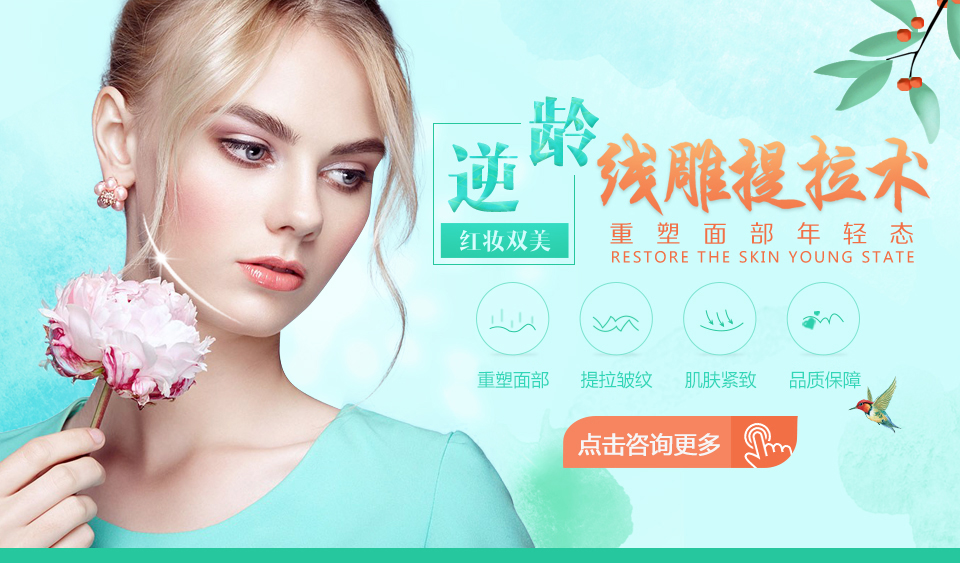 逆龄
线雕提拉术
红妆双美
重塑面部年轻态
RESTORE THE SKIN YOUNG STATE
重塑面部
提拉皱纹
肌肤紧致
品质保障
点击咨询更多